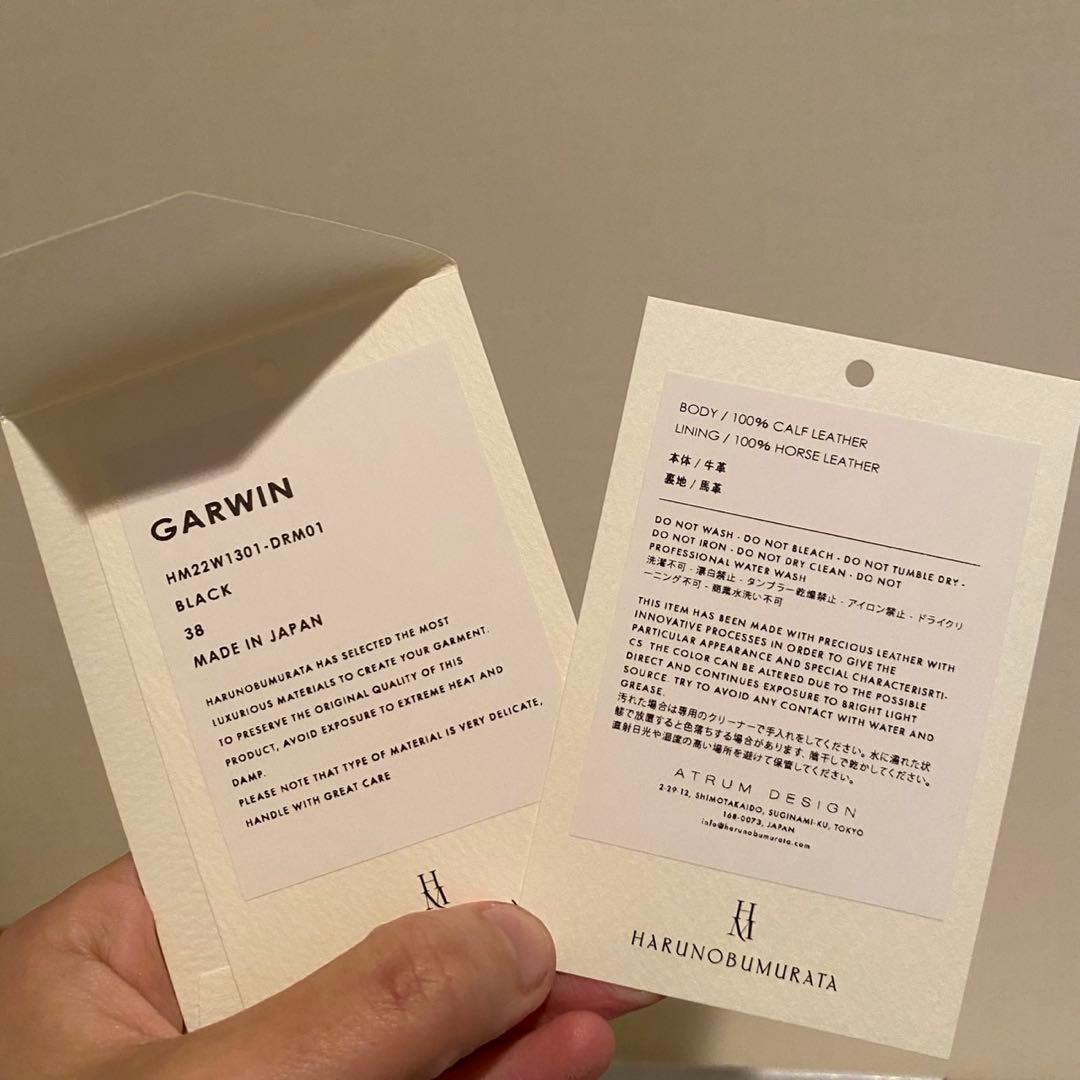 GARWIN
HM22W1301-DRM01
BLACK
38
MADE IN JAPAN
HARUNOBUMURATA HAS SELECTED THE MOST
LUXURIOUS MATERIALS TO CREATE YOUR GARMENT.
TO PRESERVE THE ORIGINAL QUALITY OF THIS
PRODUCT, AVOID EXPOSURE TO EXTREME HEAT AND
DAMP.
PLEASE NOTE THAT TYPE OF MATERIAL IS VERY DELICATE,
HANDLE WITH GREAT CARE
HM
BODY / 100% CALF LEATHER
LINING / 100% HORSE LEATHER
本体 / 牛革
裏地 / 馬革
DO NOT WASH - DO NOT BLEACH - DO NOT TUMBLE DRY -
DO NOT IRON - DO NOT DRY CLEAN - DO NOT
PROFESSIONAL WATER WASH
洗濯不可 - 漂白禁止 - タンブラー乾燥禁止 - アイロン禁止 - ドライクリ
ーニング不可 - 商業水洗い不可
THIS ITEM HAS BEEN MADE WITH PRECIOUS LEATHER WITH
INNOVATIVE PROCESSES IN ORDER TO GIVE THE
PARTICULAR APPEARANCE AND SPECIAL CHARACTERISRTI-
CS. THE COLOR CAN BE ALTERED DUE TO THE POSSIBLE
DIRECT AND CONTINUES EXPOSURE TO BRIGHT LIGHT
SOURCE. TRY TO AVOID ANY CONTACT WITH WATER AND
GREASE.
汚れた場合は専用のクリーナーで手入れをしてください。水に濡れた状
態で放置すると色落ちする場合があります。陰干しで乾かしてください。
直射日光や温度の高い場所を避けて保管してください。
ATRUM DESIGN
2-29-12, SHIMOTAKAIDO, SUGINAMI-KU, TOKYO
168-0073, JAPAN
info@harunobumurata.com
HM
HARUNOBUMURATA